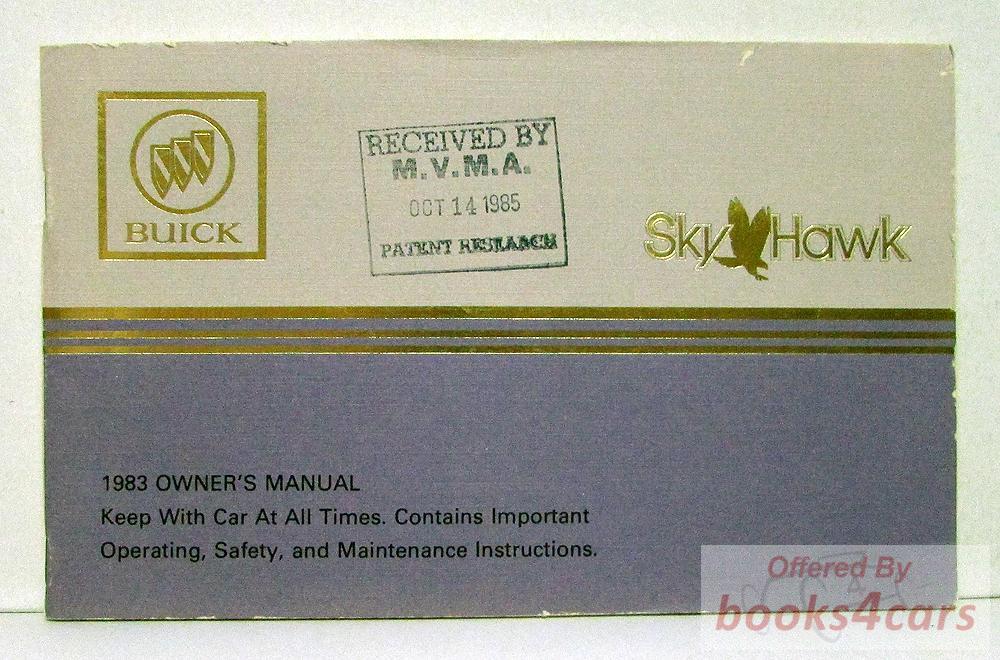 BUICK
RECEIVED BY
M.V.M.A.
OCT 14 1985
PATENT RESEARCH
SkyHawk
1983 OWNER'S MANUAL
Keep With Car At All Times. Contains Important
Operating, Safety, and Maintenance Instructions.
Offered By
books4cars